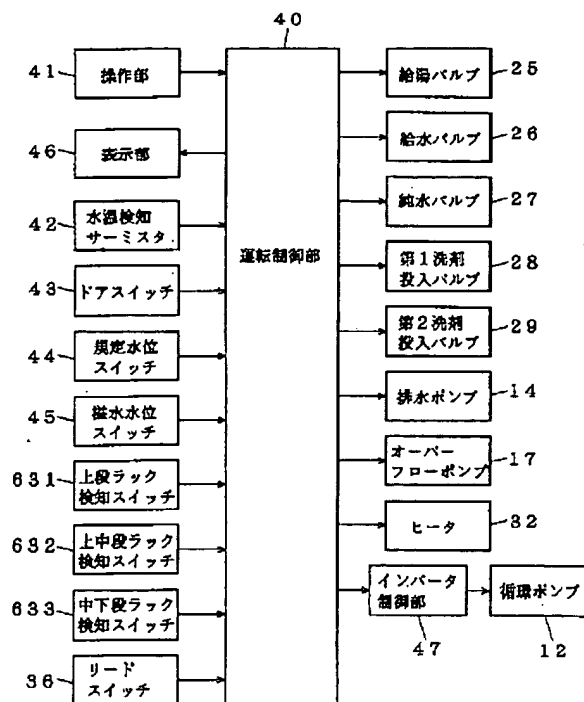 40
41
操作部
46
表示部
42
水温検知
サーミスタ
43
ドアスイッチ
44
規定水位
スイッチ
45
溢水水位
スイッチ
631
上段ラック
検知スイッチ
632
上中段ラック
検知スイッチ
633
中下段ラック
検知スイッチ
36
リード
スイッチ
運転制御部
給湯バルブ
25
給水バルブ
26
純水バルブ
27
第1洗剤
投入バルブ
28
第2洗剤
投入バルブ
29
排水ポンプ
14
オーバー
フローポンプ
17
ヒータ
32
インバータ
制御部
47
循環ポンプ
12